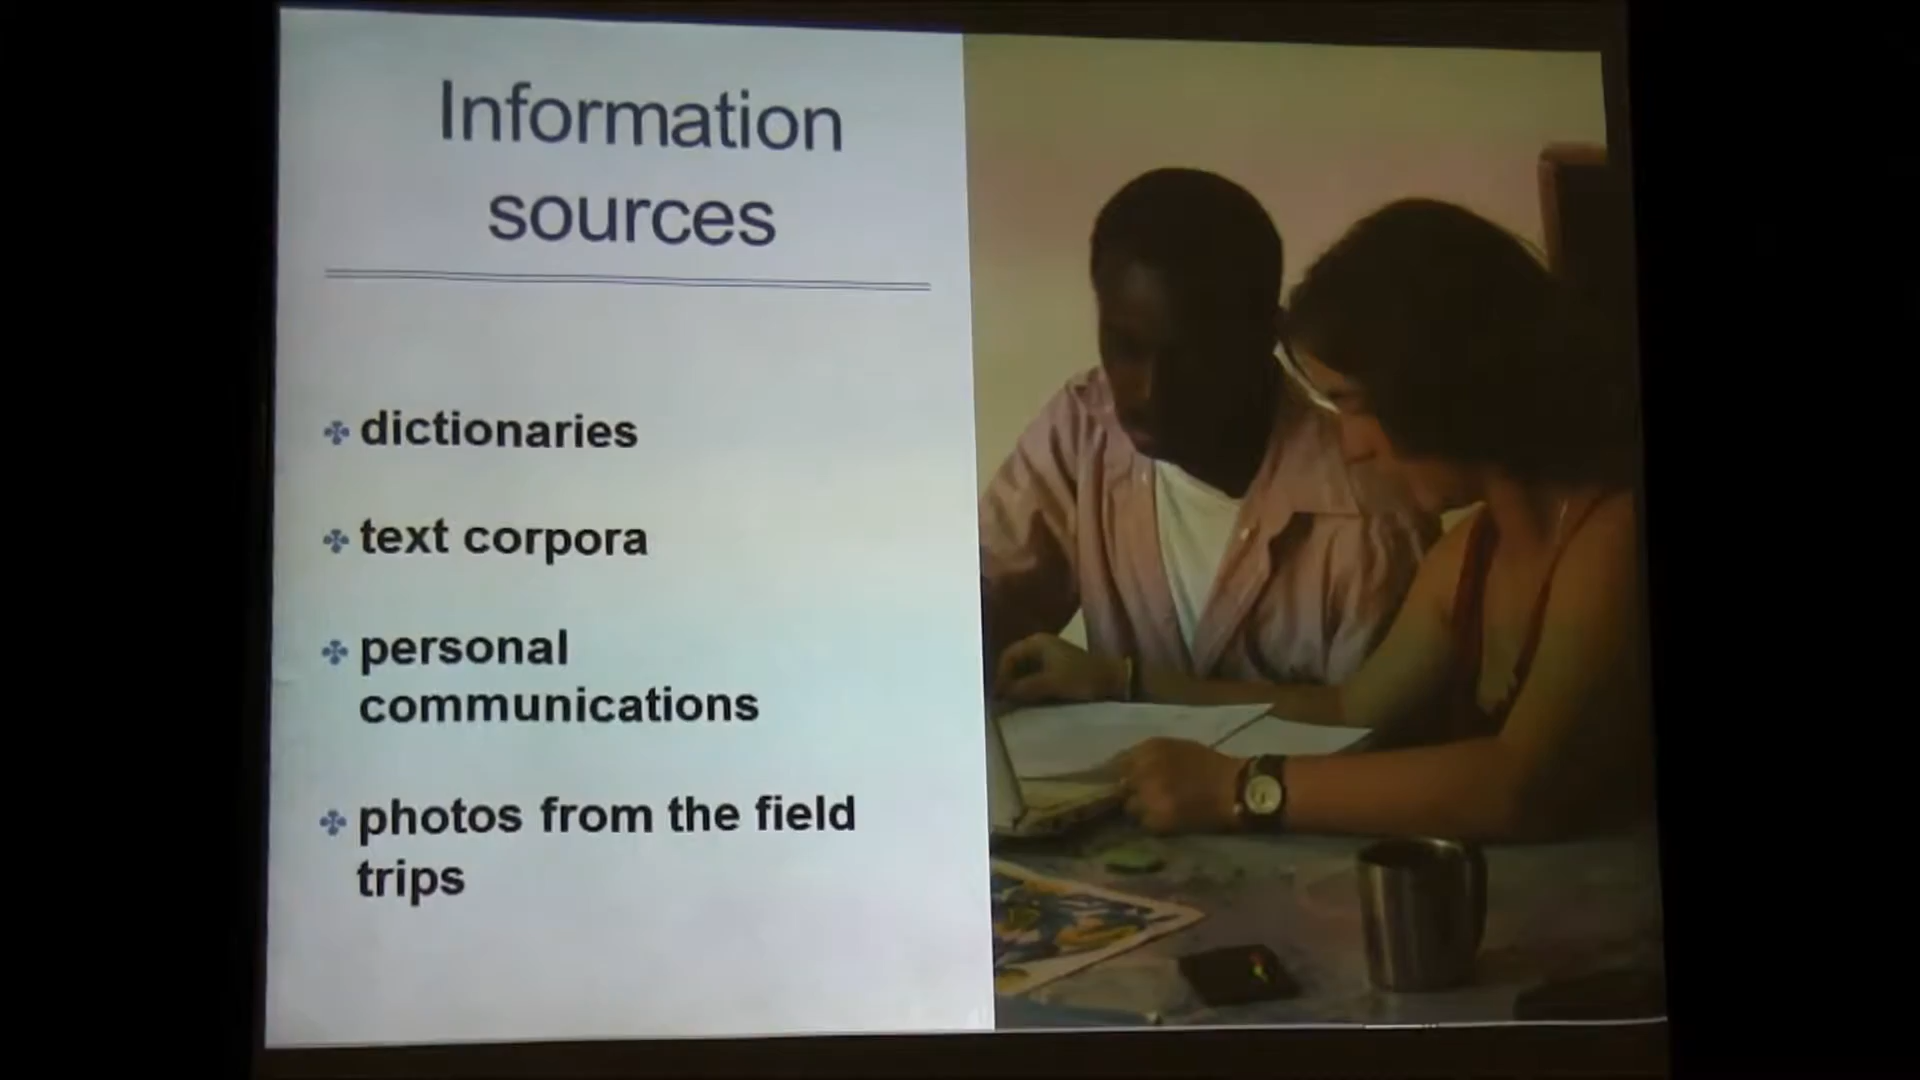 Information
sources
dictionaries
text corpora
personal
communications
photos from the field
trips